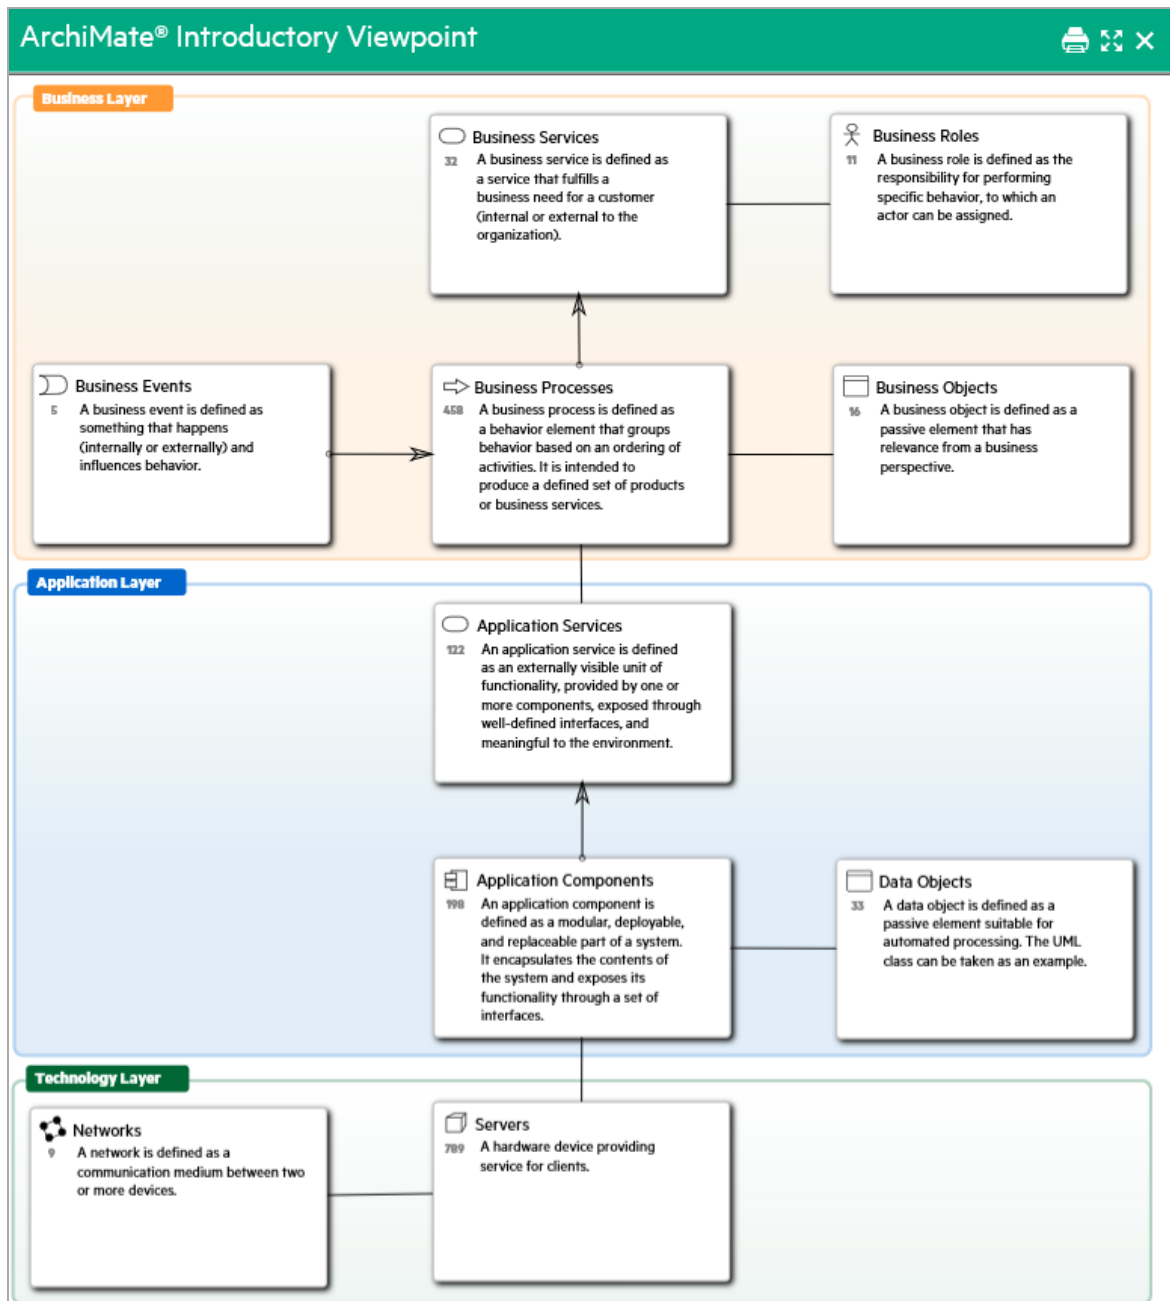 ArchiMate® Introductory Viewpoint
Business Layer
Business Services
32 A business service is defined as
a service that fulfills a
business need for a customer
(internal or external to the
organization).
Business Roles
11 A business role is defined as the
responsibility for performing
specific behavior, to which an
actor can be assigned.
Business Events
5 A business event is defined as
something that happens
(internally or externally) and
influences behavior.
Business Processes
458 A business process is defined as
a behavior element that groups
behavior based on an ordering of
activities. It is intended to
produce a defined set of products
or business services.
Business Objects
16 A business object is defined as a
passive element that has
relevance from a business
perspective.
Application Layer
Application Services
122 An application service is defined
as an externally visible unit of
functionality, provided by one or
more components, exposed through
well-defined interfaces, and
meaningful to the environment.
Application Components
198 An application component is
defined as a modular, deployable,
and replaceable part of a system.
It encapsulates the contents of
the system and exposes its
functionality through a set of
interfaces.
Data Objects
33 A data object is defined as a
passive element suitable for
automated processing. The UML
class can be taken as an example.
Technology Layer
Networks
9 A network is defined as a
communication medium between two
or more devices.
Servers
789 A hardware device providing
service for clients.